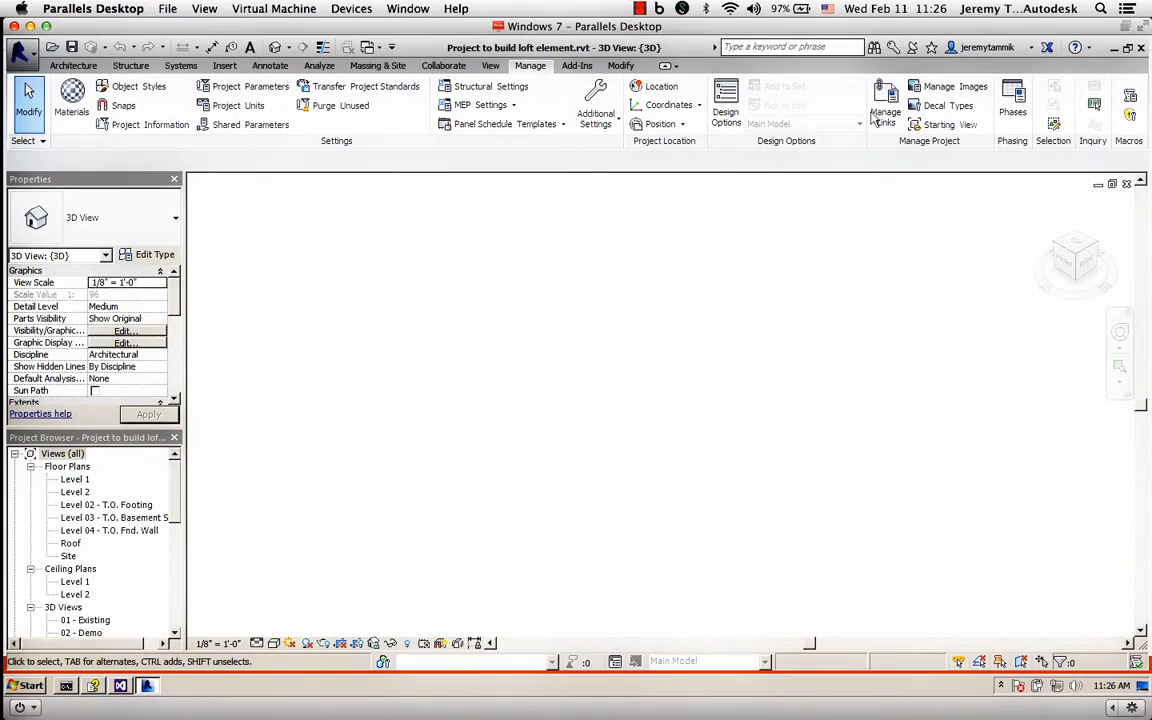 Parallels Desktop File View Virtual Machine Devices Window Help 97% Wed Feb 11 11:26 Jeremy T...Autodesk
Windows 7 - Parallels Desktop
Project to build loft element.rvt - 3D View: {3D} Type a keyword or phrase jeremytammik
Architecture Structure Systems Insert Annotate Analyze Massing & Site Collaborate View Manage Add-Ins Modify
Modify
Select
Materials
Object Styles
Snaps
Project Information
Project Parameters
Project Units
Shared Parameters
Transfer Project Standards
Purge Unused
Structural Settings
MEP Settings
Panel Schedule Templates
Additional Settings
Settings
Location
Coordinates
Position
Project Location
Design Options
Add to Set
Pick to Edit
Main Model
Design Options
Manage Links
Manage Images
Decal Types
Starting View
Manage Project
Phases
Phasing
Selection
Inquiry
Macros
Properties
3D View
3D View: {3D} Edit Type
Graphics
View Scale 1/8" = 1'-0"
Scale Value 1: 96
Detail Level Medium
Parts Visibility Show Original
Visibility/Graphic... Edit...
Graphic Display ... Edit...
Discipline Architectural
Show Hidden Lines By Discipline
Default Analysis... None
Sun Path
Extents
Properties help Apply
Project Browser - Project to build lof...
Views (all)
Floor Plans
Level 1
Level 2
Level 02 - T.O. Footing
Level 03 - T.O. Basement S
Level 04 - T.O. Fnd. Wall
Roof
Site
Ceiling Plans
Level 1
Level 2
3D Views
01 - Existing
02 - Demo
1/8" = 1'-0"
Click to select, TAB for alternates, CTRL adds, SHIFT unselects. :0 Main Model :0
Start 11:26 AM